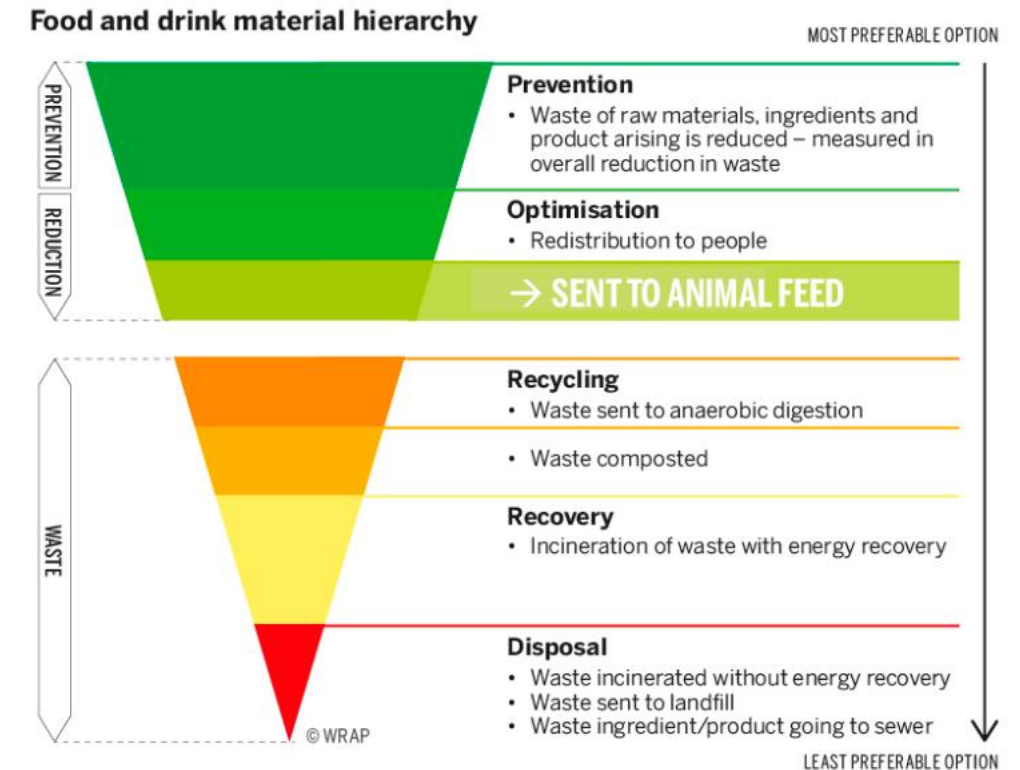 Food and drink material hierarchy
MOST PREFERABLE OPTION
PREVENTION
Prevention
• Waste of raw materials, ingredients and
product arising is reduced – measured in
overall reduction in waste
REDUCTION
Optimisation
• Redistribution to people
→ SENT TO ANIMAL FEED
WASTE
Recycling
• Waste sent to anaerobic digestion
• Waste composted
Recovery
• Incineration of waste with energy recovery
Disposal
• Waste incinerated without energy recovery
• Waste sent to landfill
• Waste ingredient/product going to sewer
© WRAP
LEAST PREFERABLE OPTION